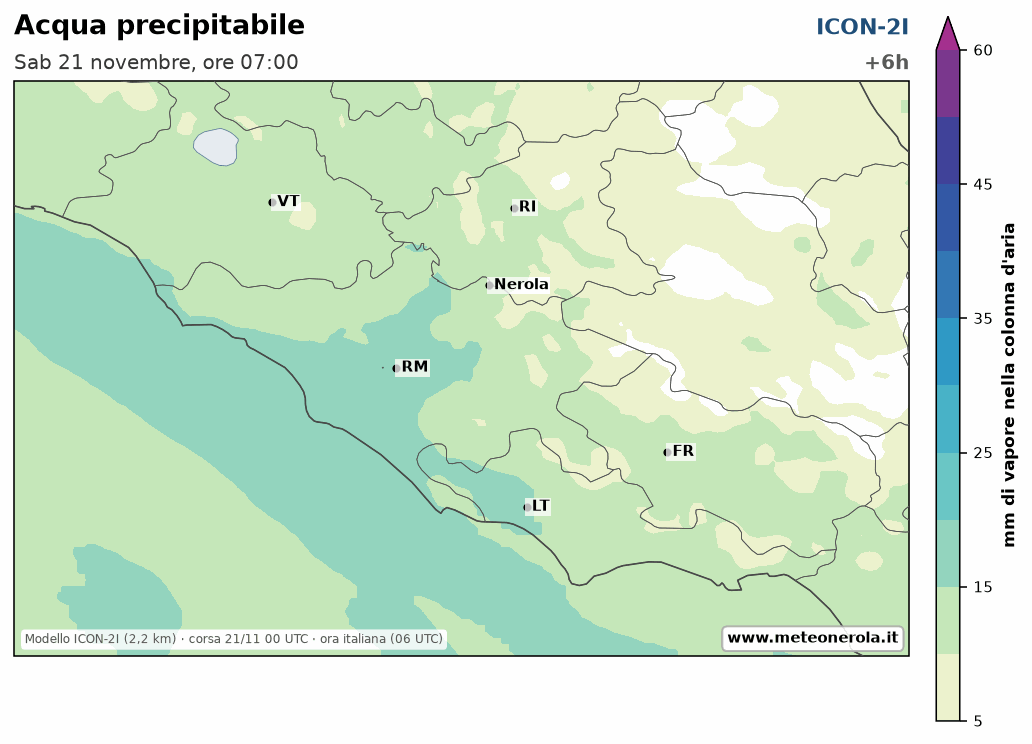 Acqua precipitabile
ICON-2I
Sab 21 novembre, ore 07:00
+6h
60
VT
RI
45
Nerola
35
RM
mm di vapore nella colonna d'aria
FR
25
LT
15
Modello ICON-2I (2,2 km) · corsa 21/11 00 UTC · ora italiana (06 UTC)
www.meteonerola.it
5